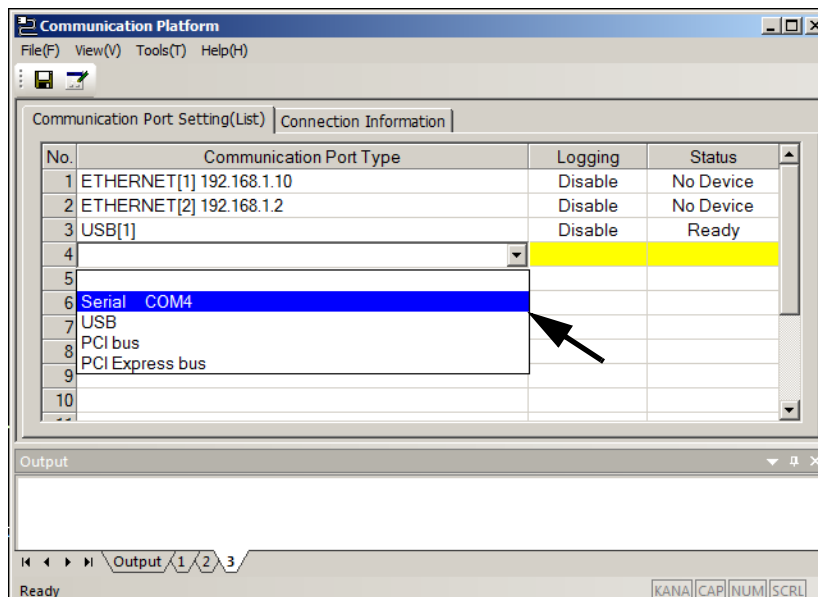 Communication Platform
File(F) View(V) Tools(T) Help(H)
Communication Port Setting(List) Connection Information
No. Communication Port Type Logging Status
1 ETHERNET[1] 192.168.1.10 Disable No Device
2 ETHERNET[2] 192.168.1.2 Disable No Device
3 USB[1] Disable Ready
4
5
6 Serial COM4
7 USB
8 PCI bus
9 PCI Express bus
10
Output
Output 1 2 3
Ready KANA CAP NUM SCRL